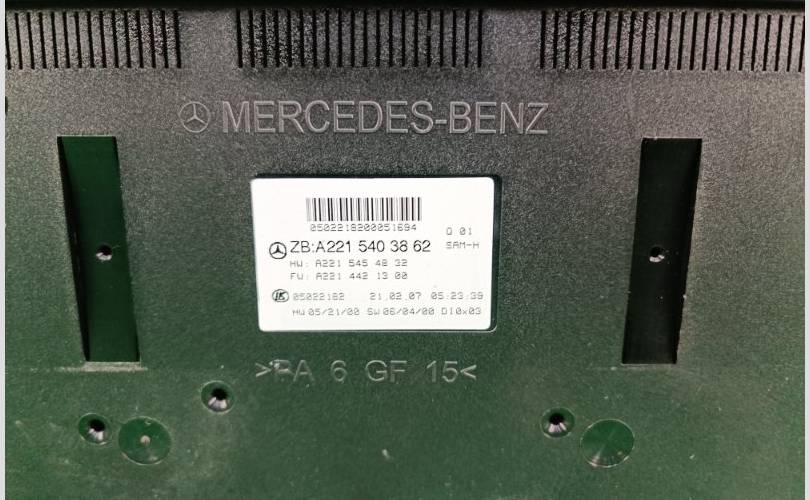 MERCEDES-BENZ
0502218200051694
Q 01
ZB:A221 540 38 62
SAM-H
HW: A221 545 48 32
FW: A221 442 13 00
05022182 21.02.07 05:23:39
HW 05/21/00 SW 06/04/00 DI0x03
>PA 6 GF 15<